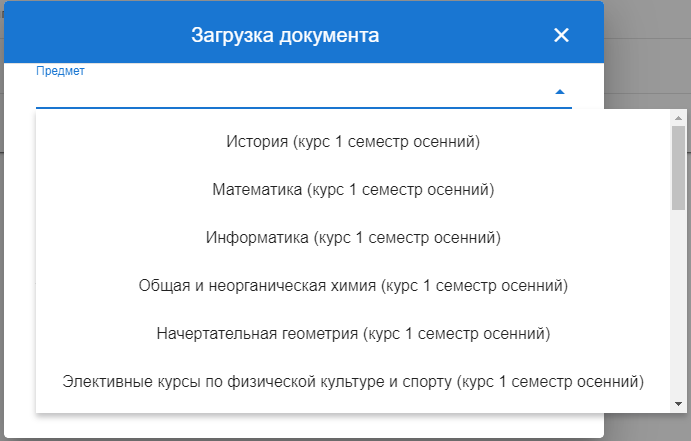 Загрузка документа
Предмет
История (курс 1 семестр осенний)
Математика (курс 1 семестр осенний)
Информатика (курс 1 семестр осенний)
Общая и неорганическая химия (курс 1 семестр осенний)
Начертательная геометрия (курс 1 семестр осенний)
Элективные курсы по физической культуре и спорту (курс 1 семестр осенний)